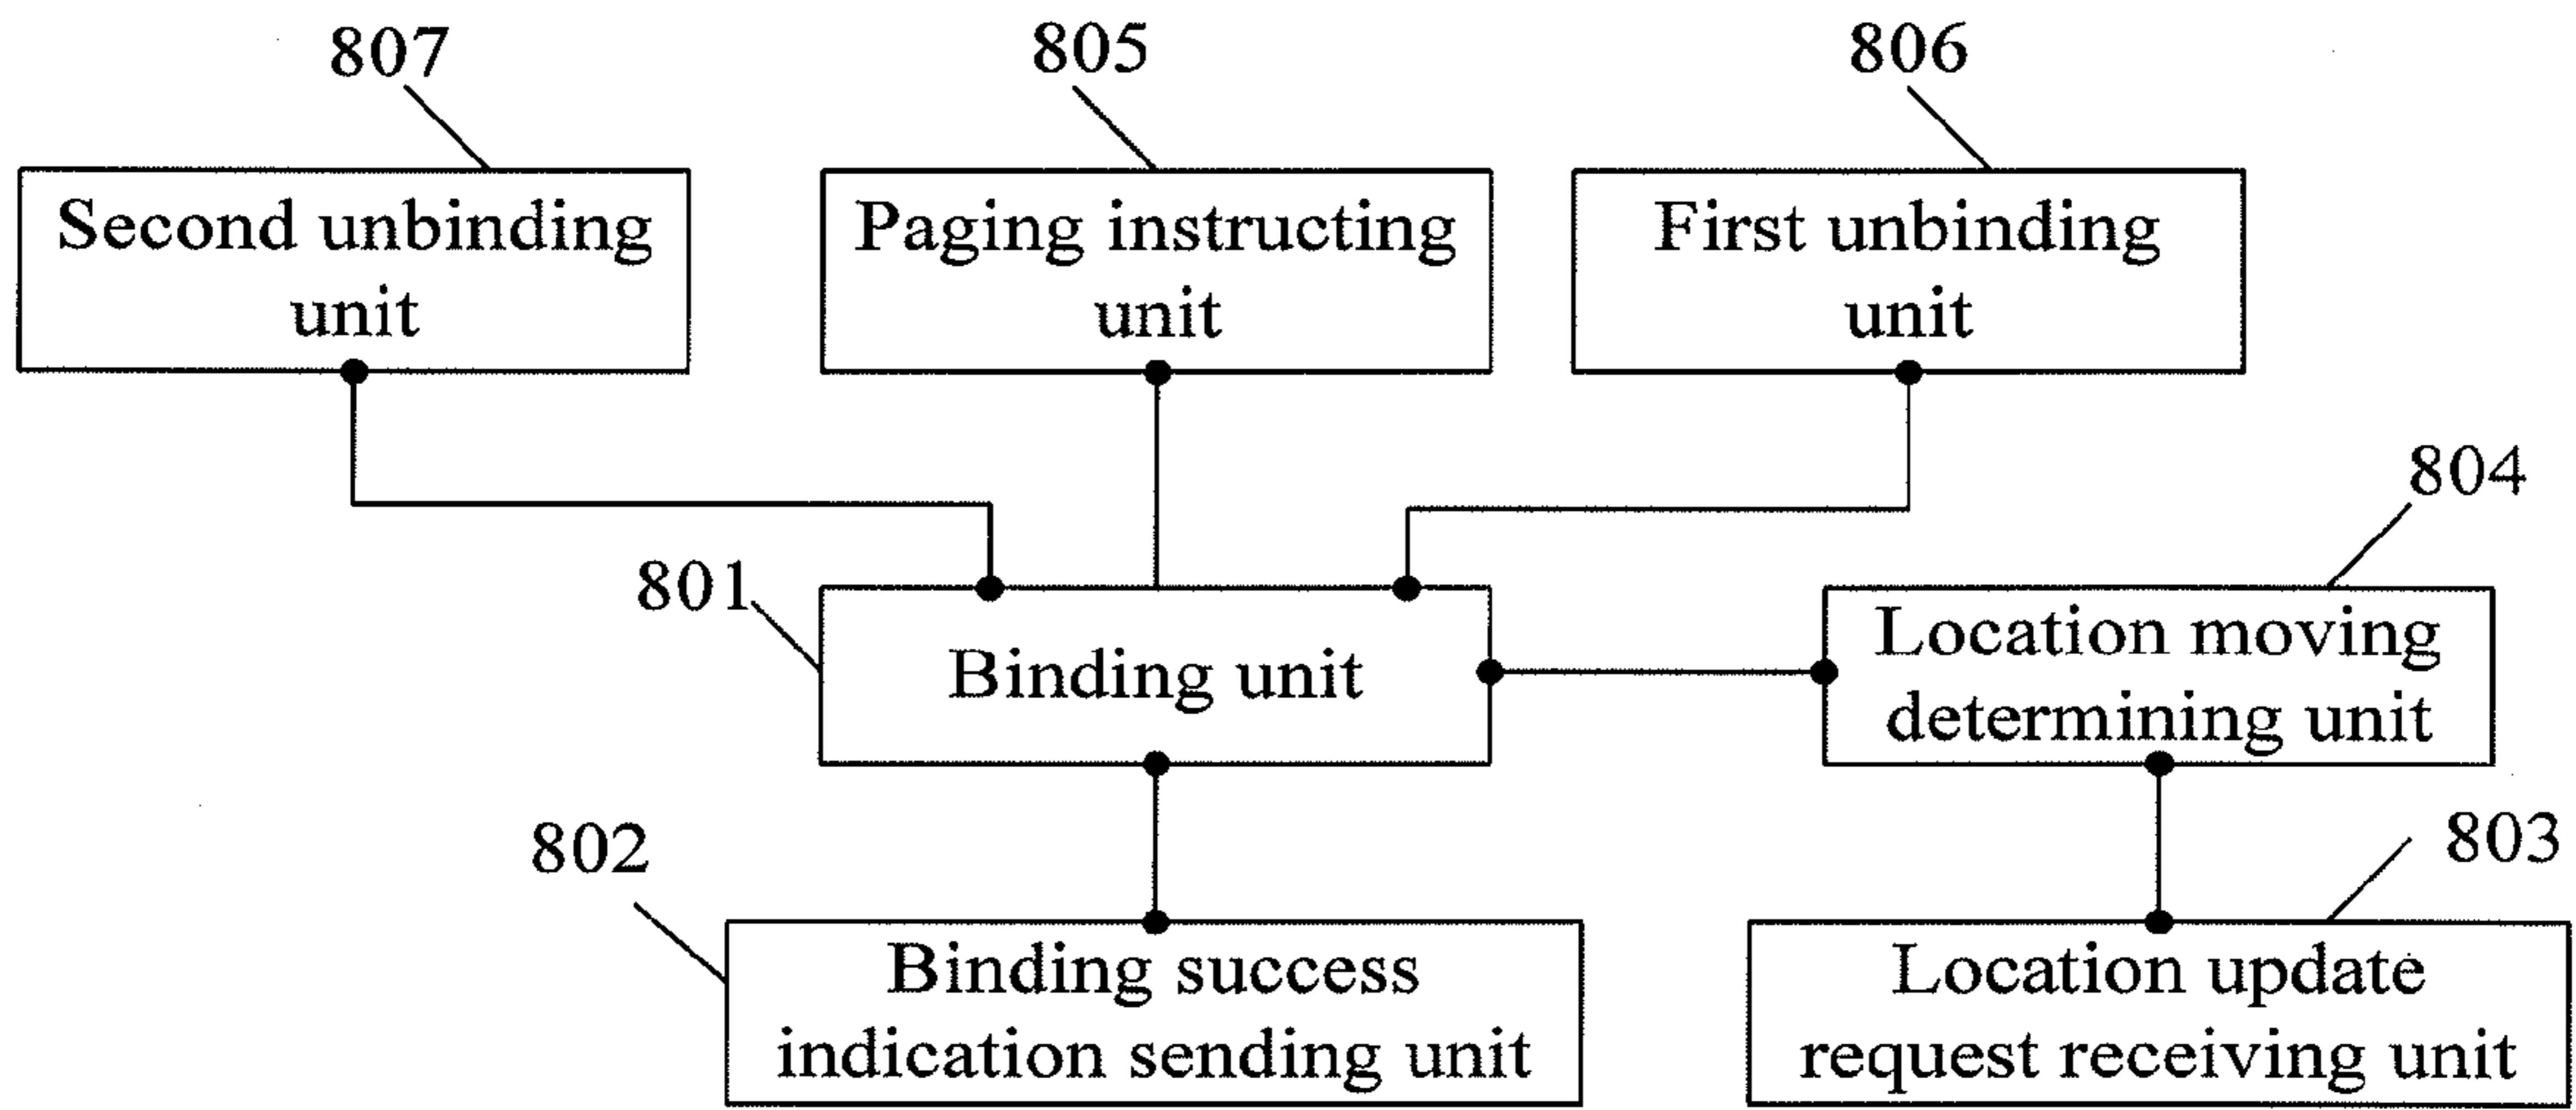 807
805
806
Second unbinding
unit
Paging instructing
unit
First unbinding
unit
804
801
Binding unit
Location moving
determining unit
802
803
Binding success
indication sending unit
Location update
request receiving unit